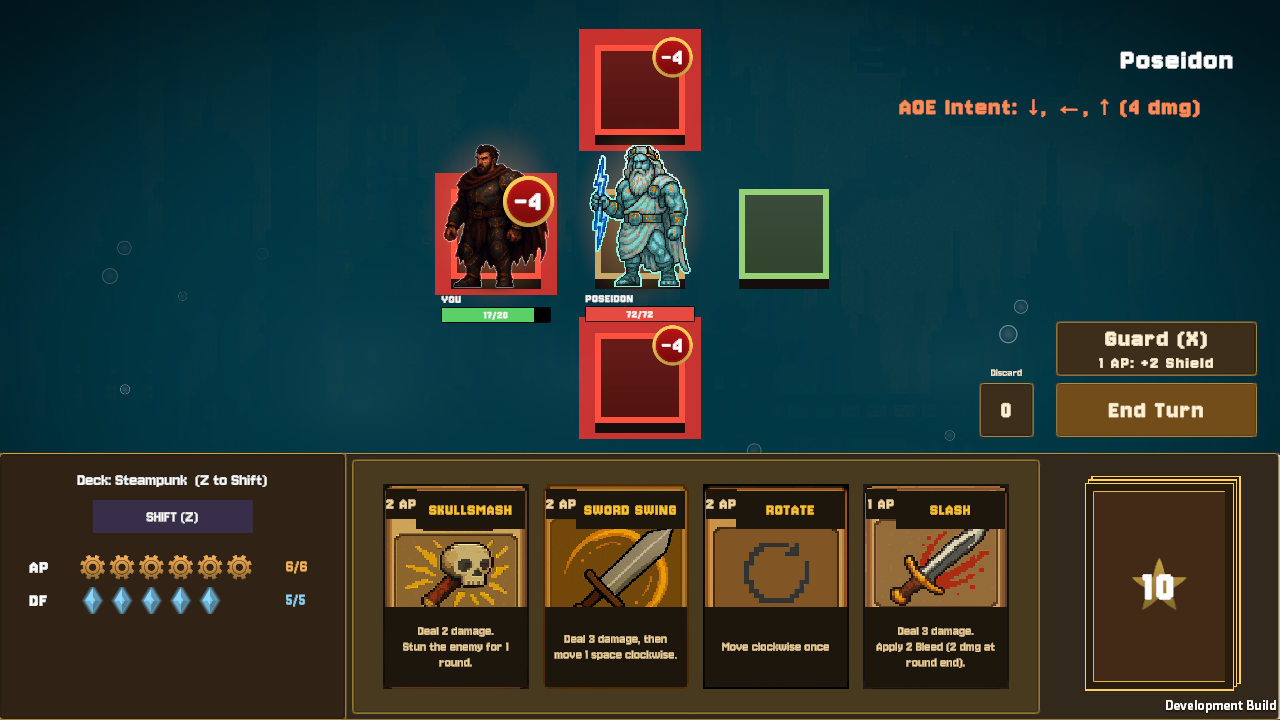 -4
Poseidon
AOE Intent: ↓, ←, ↑ (4 dmg)
-4
YOU
17/20
POSEIDON
72/72
-4
Guard (X)
1 AP: +2 Shield
Discard
0
End Turn
Deck: Steampunk (Z to Shift)
SHIFT (Z)
AP
6/6
DF
5/5
2 AP
SKULLSMASH
Deal 2 damage.
Stun the enemy for 1
round.
2 AP
SWORD SWING
Deal 3 damage, then
move 1 space clockwise.
2 AP
ROTATE
Move clockwise once
1 AP
SLASH
Deal 3 damage.
Apply 2 Bleed (2 dmg at
round end).
10
Development Build